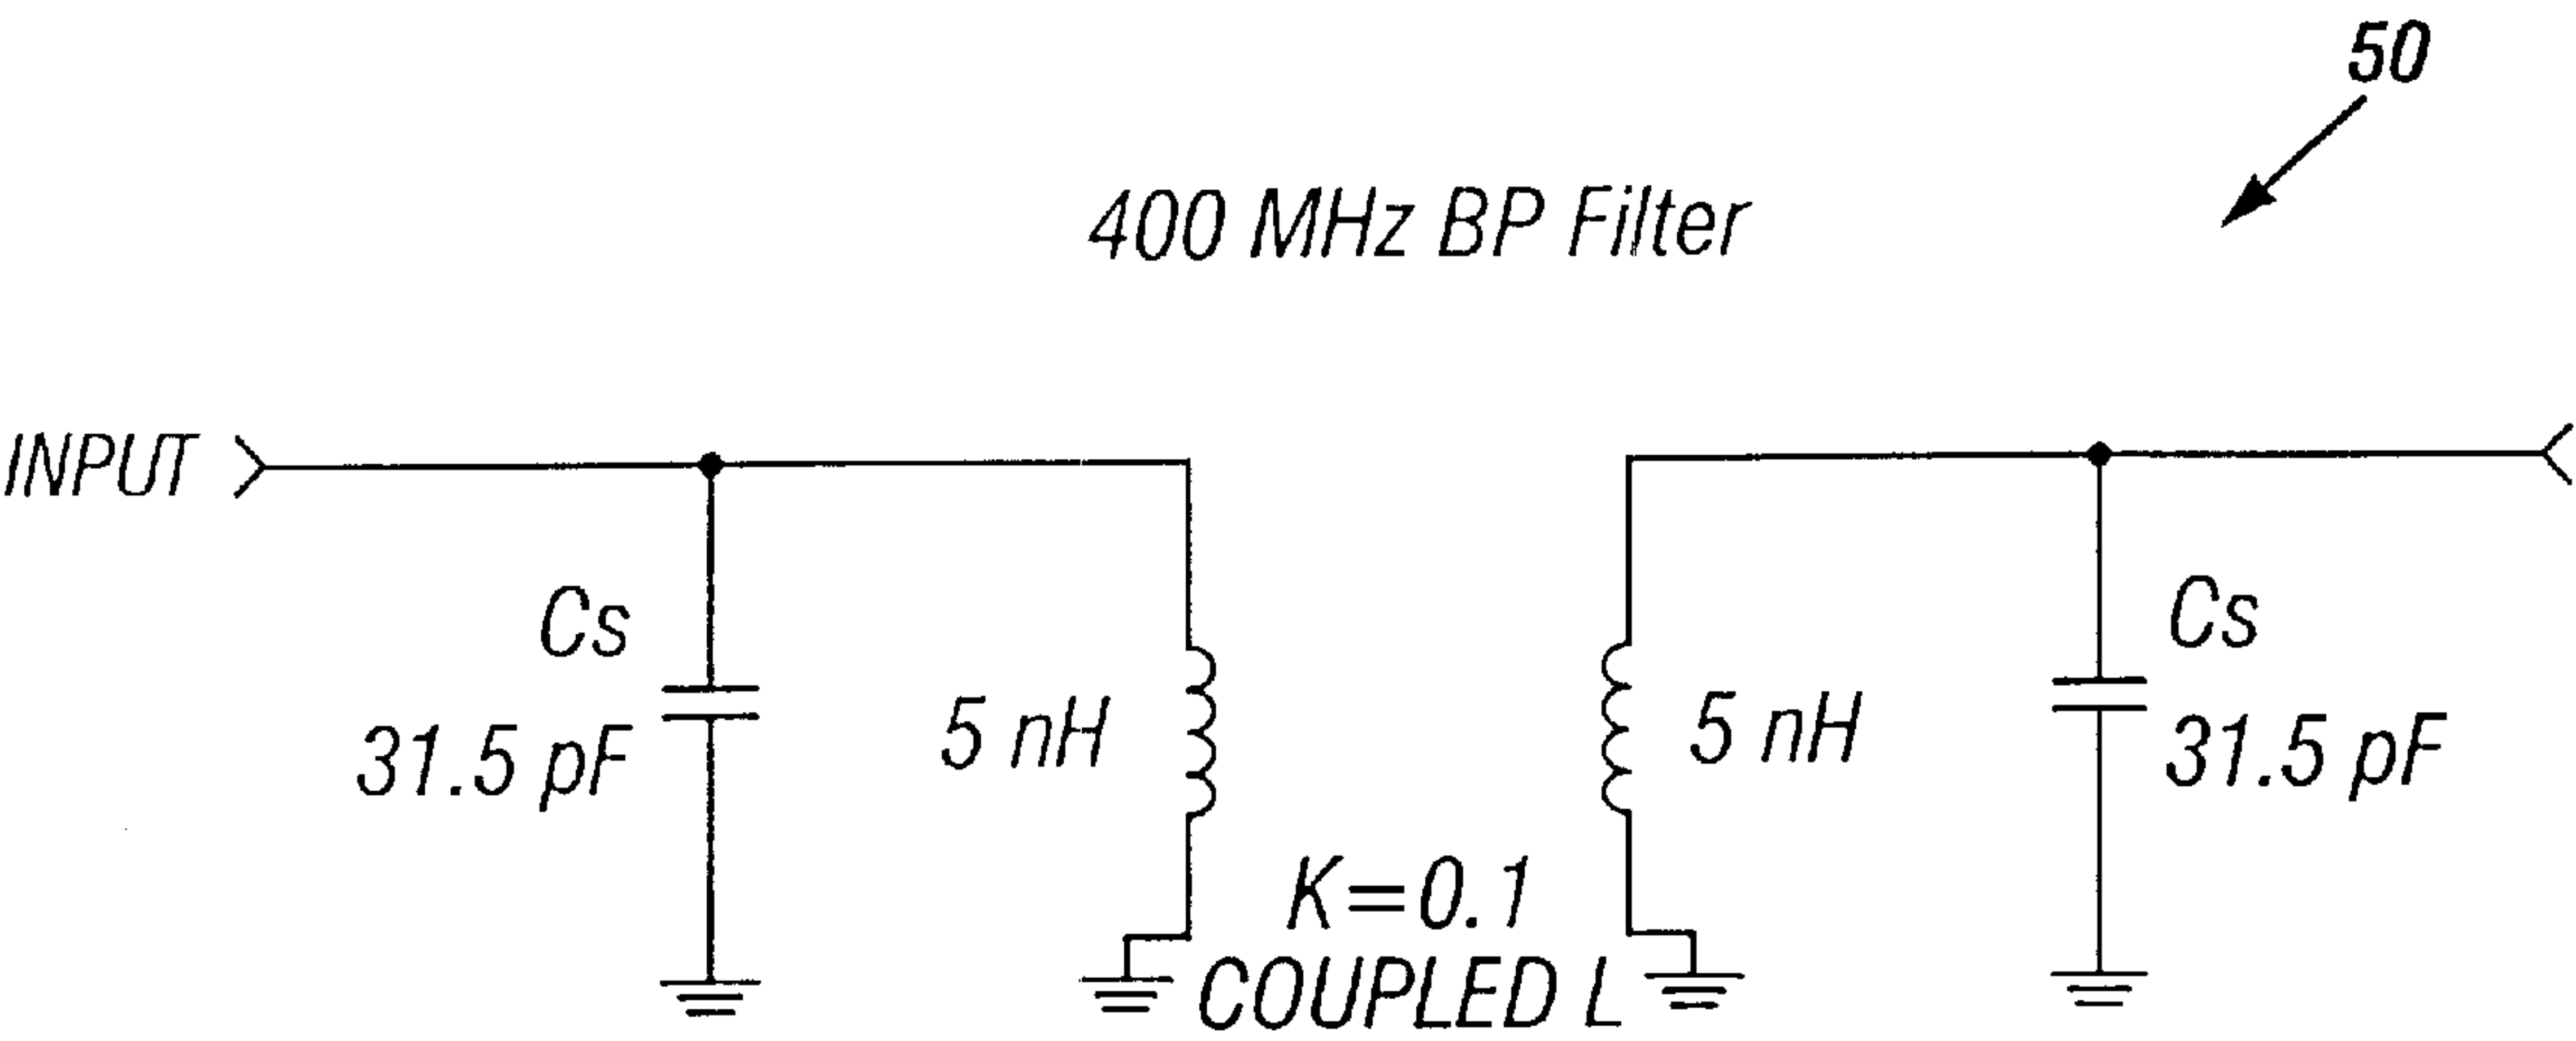 50
400 MHz BP Filter
INPUT
Cs
31.5 pF
5 nH
5 nH
Cs
31.5 pF
K=0.1
COUPLED L